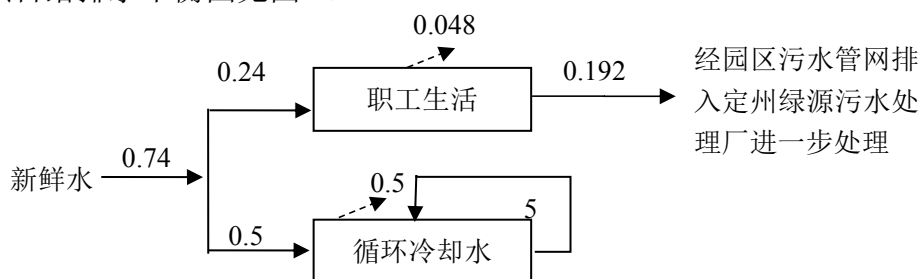 0.048
0.24
职工生活
0.192
经园区污水管网排
入定州绿源污水处
理厂进一步处理
新鲜水
0.74
0.5
5
0.5
循环冷却水